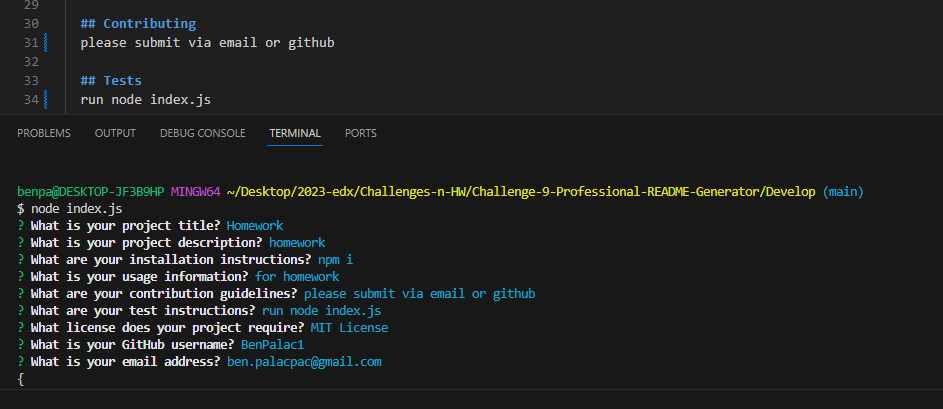 29
30 ## Contributing
31 please submit via email or github
32
33 ## Tests
34 run node index.js
PROBLEMS OUTPUT DEBUG CONSOLE TERMINAL PORTS
benpa@DESKTOP-JF3B9HP MINGW64 ~/Desktop/2023-edx/Challenges-n-HW/Challenge-9-Professional-README-Generator/Develop (main)
$ node index.js
? What is your project title? Homework
? What is your project description? homework
? What are your installation instructions? npm i
? What is your usage information? for homework
? What are your contribution guidelines? please submit via email or github
? What are your test instructions? run node index.js
? What license does your project require? MIT License
? What is your GitHub username? BenPalac1
? What is your email address? ben.palacpac@gmail.com
{